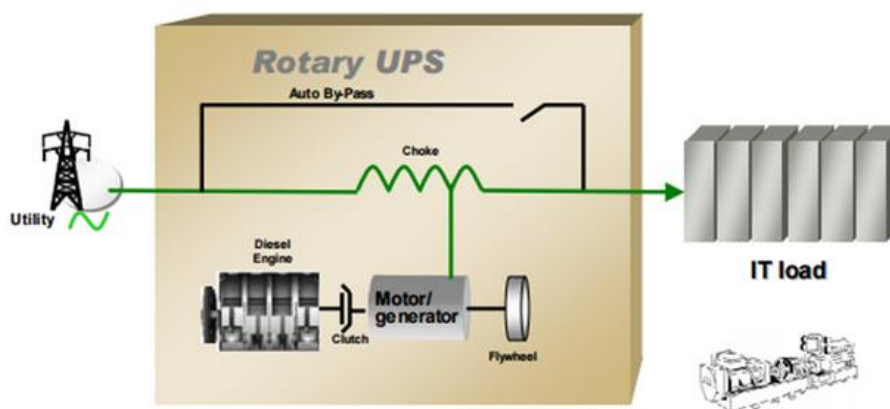 Rotary UPS
Auto By-Pass
Choke
Utility
Diesel
Engine
Motor/
generator
Clutch
Flywheel
IT load